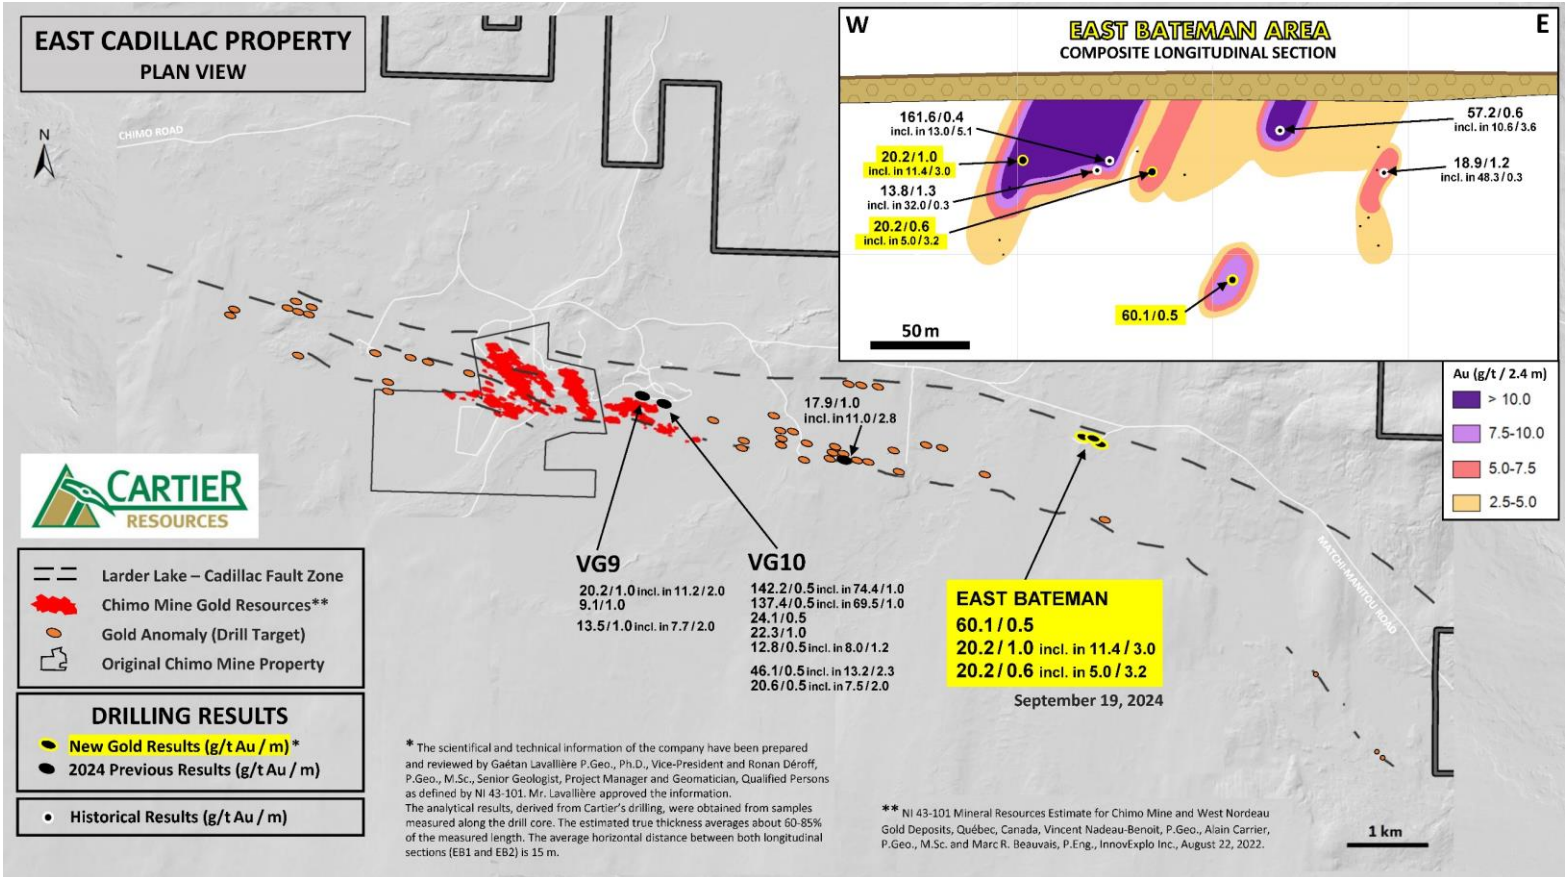 EAST CADILLAC PROPERTY
PLAN VIEW
N
CHIMO ROAD
W
EAST BATEMAN AREA
E
COMPOSITE LONGITUDINAL SECTION
161.6/0.4
incl. in 13.0/5.1
20.2/1.0
incl. in 11.4/3.0
13.8/1.3
incl. in 32.0/0.3
20.2/0.6
incl. in 5.0/3.2
57.2/0.6
incl. in 10.6/3.6
18.9/1.2
incl. in 48.3/0.3
60.1/0.5
50 m
Au (g/t / 2.4 m)
> 10.0
7.5-10.0
5.0-7.5
2.5-5.0
17.9/1.0
incl. in 11.0/2.8
MATCHI-MANITOU ROAD
CARTIER
RESOURCES
Larder Lake – Cadillac Fault Zone
Chimo Mine Gold Resources**
Gold Anomaly (Drill Target)
Original Chimo Mine Property
DRILLING RESULTS
New Gold Results (g/t Au / m)*
2024 Previous Results (g/t Au / m)
Historical Results (g/t Au / m)
VG9
20.2/1.0 incl. in 11.2/2.0
9.1/1.0
13.5/1.0 incl. in 7.7/2.0
VG10
142.2/0.5 incl. in 74.4/1.0
137.4/0.5 incl. in 69.5/1.0
24.1/0.5
22.3/1.0
12.8/0.5 incl. in 8.0/1.2
46.1/0.5 incl. in 13.2/2.3
20.6/0.5 incl. in 7.5/2.0
EAST BATEMAN
60.1/0.5
20.2/1.0 incl. in 11.4/3.0
20.2/0.6 incl. in 5.0/3.2
September 19, 2024
* The scientifical and technical information of the company have been prepared
and reviewed by Gaétan Lavallière P.Geo., Ph.D., Vice-President and Ronan Déroff,
P.Geo., M.Sc., Senior Geologist, Project Manager and Geomatician, Qualified Persons
as defined by NI 43-101. Mr. Lavallière approved the information.
The analytical results, derived from Cartier's drilling, were obtained from samples
measured along the drill core. The estimated true thickness averages about 60-85%
of the measured length. The average horizontal distance between both longitudinal
sections (EB1 and EB2) is 15 m.
** NI 43-101 Mineral Resources Estimate for Chimo Mine and West Nordeau
Gold Deposits, Québec, Canada, Vincent Nadeau-Benoit, P.Geo., Alain Carrier,
P.Geo., M.Sc. and Marc R. Beauvais, P.Eng., InnovExplo Inc., August 22, 2022.
1 km